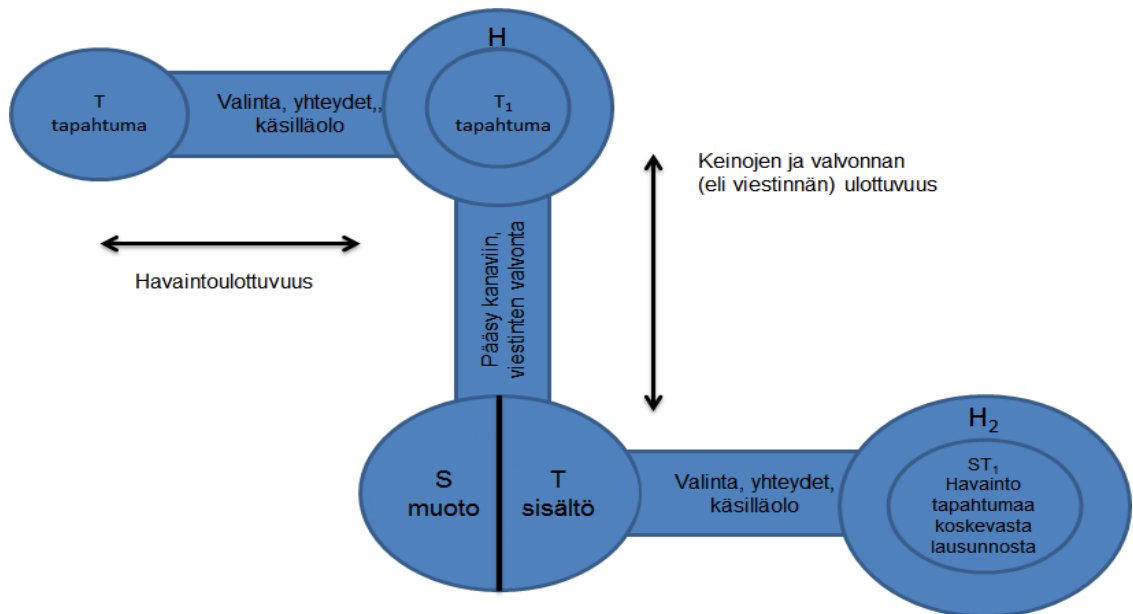 T
tapahtuma
Valinta, yhteydet,,
käsilläolo
H
T₁
tapahtuma
Keinojen ja valvonnan
(eli viestinnän) ulottuvuus
Havaintoulottuvuus
Pääsy kanaviin,
viestinten valvonta
S
muoto
T
sisältö
Valinta, yhteydet,
käsilläolo
H₂
ST₁
Havainto
tapahtumaa
koskevasta
lausunnosta